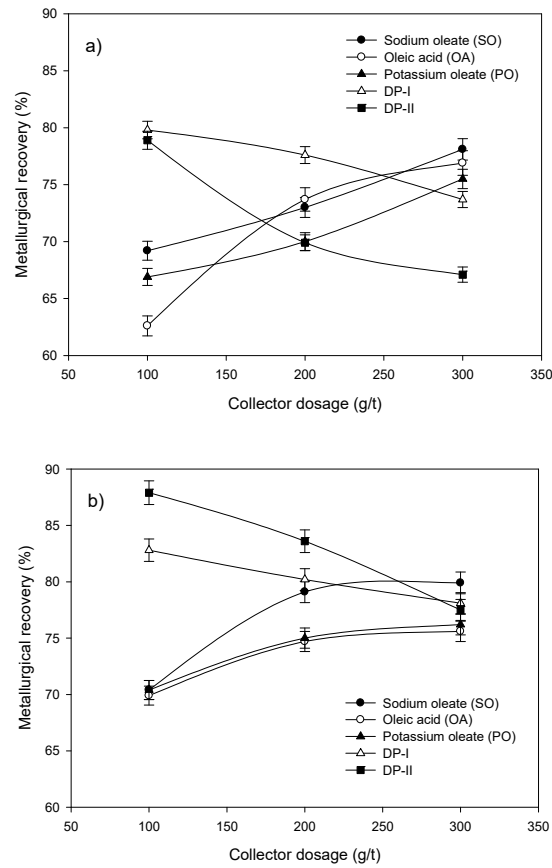 a)
Sodium oleate (SO)
Oleic acid (OA)
Potassium oleate (PO)
DP-I
DP-II
Metallurgical recovery (%)
90
85
80
75
70
65
60
50 100 150 200 250 300 350
Collector dosage (g/t)
b)
Metallurgical recovery (%)
90
85
80
75
70
65
60
Sodium oleate (SO)
Oleic acid (OA)
Potassium oleate (PO)
DP-I
DP-II
50 100 150 200 250 300 350
Collector dosage (g/t)